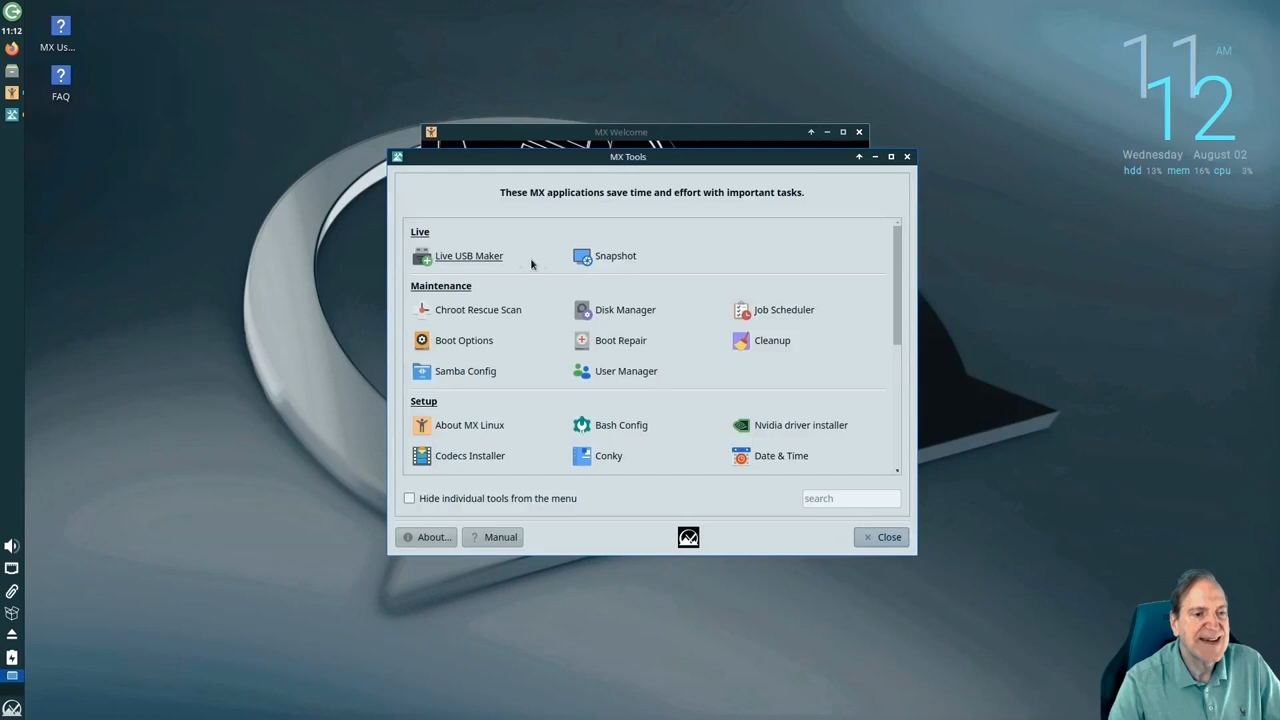 11:12
MX Us...
FAQ
11 AM
12
Wednesday August 02
hdd 13% mem 16% cpu 3%
MX Welcome
MX Tools
These MX applications save time and effort with important tasks.
Live
Live USB Maker
Snapshot
Maintenance
Chroot Rescue Scan
Disk Manager
Job Scheduler
Boot Options
Boot Repair
Cleanup
Samba Config
User Manager
Setup
About MX Linux
Bash Config
Nvidia driver installer
Codecs Installer
Conky
Date & Time
Hide individual tools from the menu
search
About...
? Manual
Close